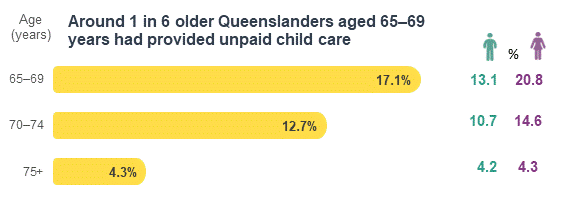 Age
(years)
Around 1 in 6 older Queenslanders aged 65–69
years had provided unpaid child care
%
65–69 17.1% 13.1 20.8
70–74 12.7% 10.7 14.6
75+ 4.3% 4.2 4.3